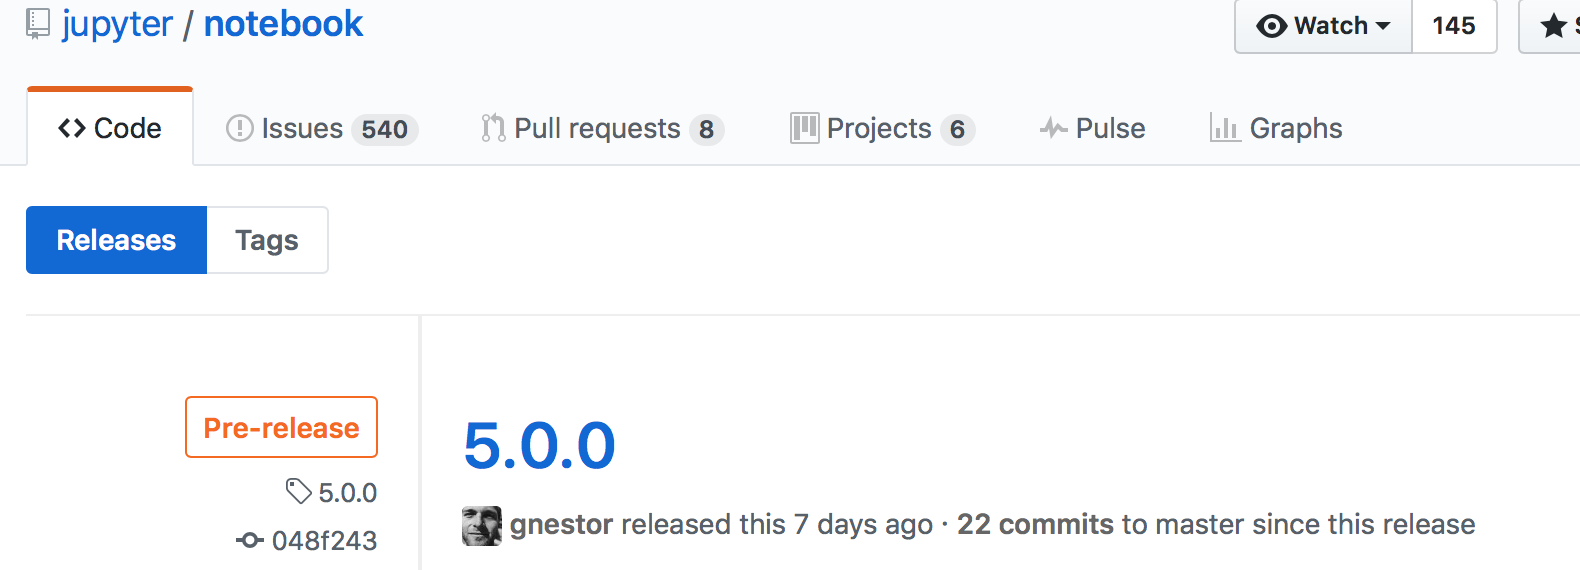 jupyter / notebook
Watch 145
Code Issues 540 Pull requests 8 Projects 6 Pulse Graphs
Releases Tags
Pre-release
5.0.0
048f243
5.0.0
gnestor released this 7 days ago · 22 commits to master since this release